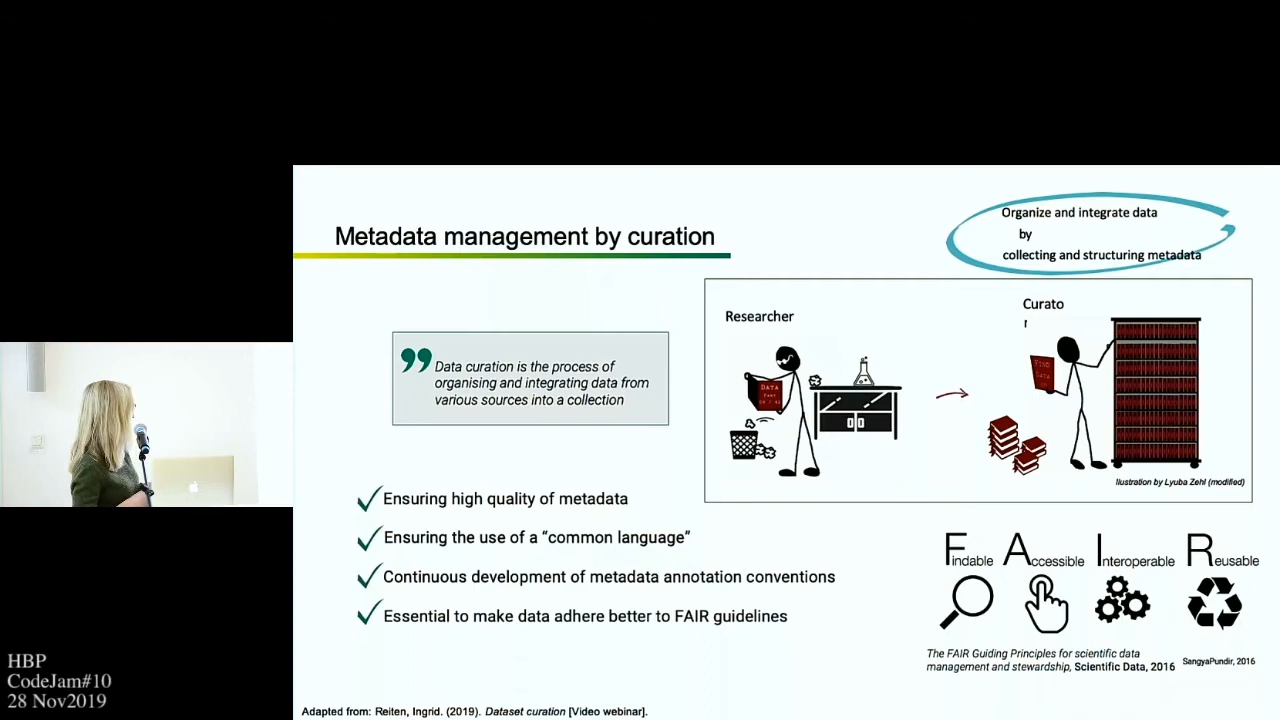 Metadata management by curation
Organize and integrate data
by
collecting and structuring metadata
”
Data curation is the process of
organising and integrating data from
various sources into a collection
Researcher
DATA
Curato
r
FIND
DATA
Ilustration by Lyuba Zehl (modified)
Ensuring high quality of metadata
Ensuring the use of a “common language”
Continuous development of metadata annotation conventions
Essential to make data adhere better to FAIR guidelines
Findable Accessible Interoperable Reusable
The FAIR Guiding Principles for scientific data
management and stewardship, Scientific Data, 2016
SangyaPundir, 2016
Adapted from: Reiten, Ingrid. (2019). Dataset curation [Video webinar].
HBP
CodeJam#10
28 Nov2019